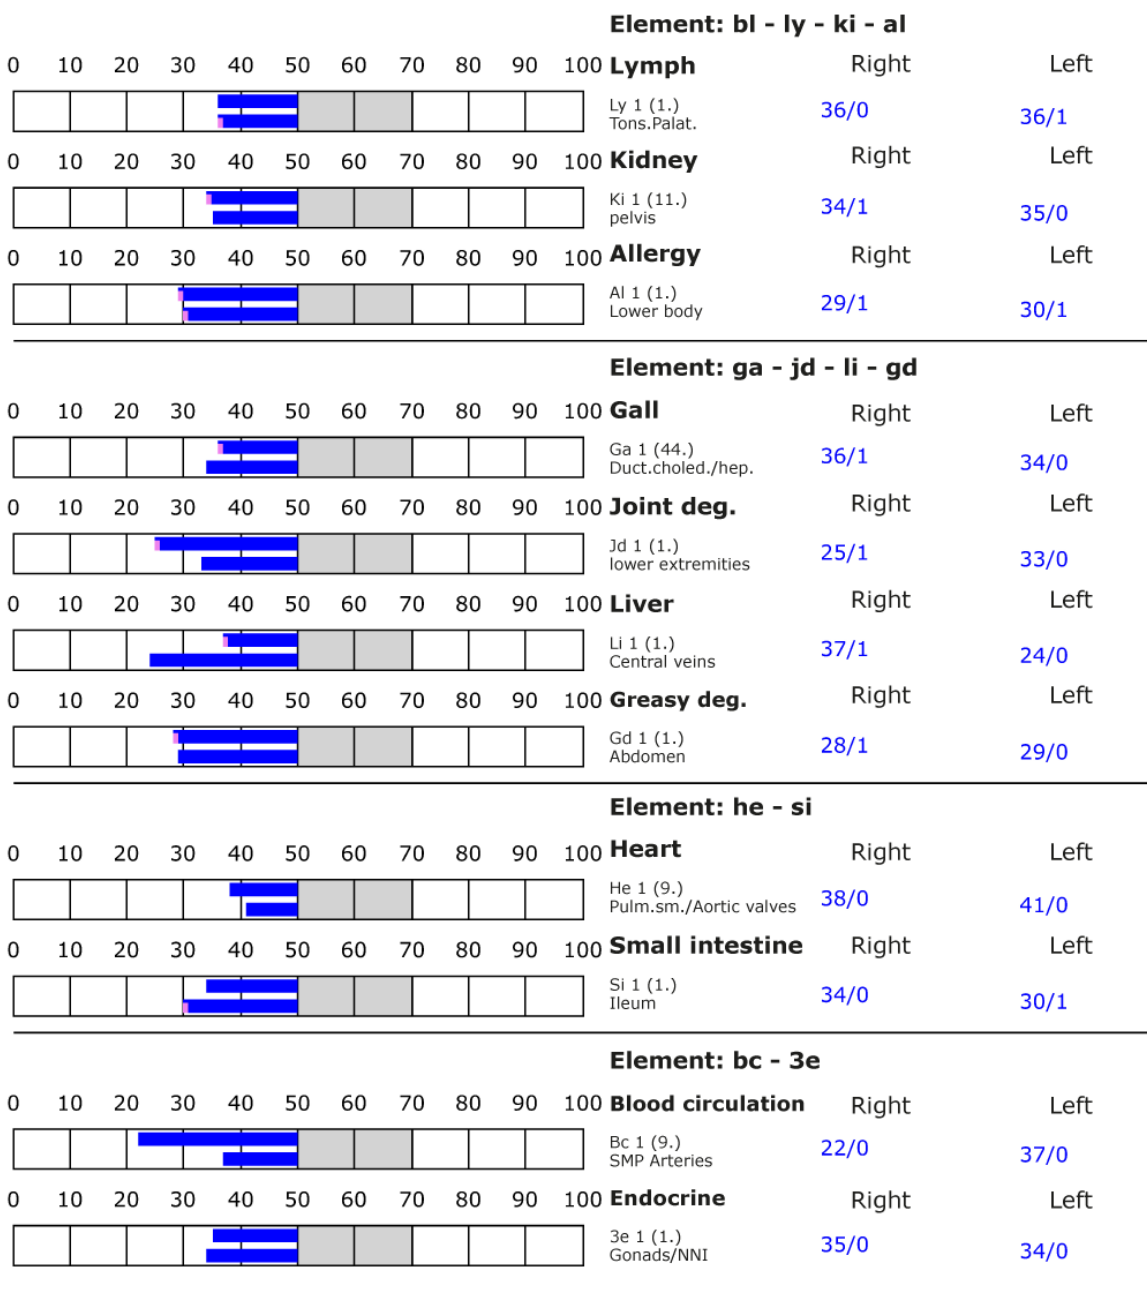 Element: bl - ly - ki - al
0 10 20 30 40 50 60 70 80 90 100 Lymph Right Left
Ly 1 (1.) 36/0 36/1
Tons.Palat.
0 10 20 30 40 50 60 70 80 90 100 Kidney Right Left
Ki 1 (11.) 34/1 35/0
pelvis
0 10 20 30 40 50 60 70 80 90 100 Allergy Right Left
Al 1 (1.) 29/1 30/1
Lower body
Element: ga - jd - li - gd
0 10 20 30 40 50 60 70 80 90 100 Gall Right Left
Ga 1 (44.) 36/1 34/0
Duct.choled./hep.
0 10 20 30 40 50 60 70 80 90 100 Joint deg. Right Left
Jd 1 (1.) 25/1 33/0
lower extremities
0 10 20 30 40 50 60 70 80 90 100 Liver Right Left
Li 1 (1.) 37/1 24/0
Central veins
0 10 20 30 40 50 60 70 80 90 100 Greasy deg. Right Left
Gd 1 (1.) 28/1 29/0
Abdomen
Element: he - si
0 10 20 30 40 50 60 70 80 90 100 Heart Right Left
He 1 (9.) 38/0 41/0
Pulm.sm./Aortic valves
0 10 20 30 40 50 60 70 80 90 100 Small intestine Right Left
Si 1 (1.) 34/0 30/1
Ileum
Element: bc - 3e
0 10 20 30 40 50 60 70 80 90 100 Blood circulation Right Left
Bc 1 (9.) 22/0 37/0
SMP Arteries
0 10 20 30 40 50 60 70 80 90 100 Endocrine Right Left
3e 1 (1.) 35/0 34/0
Gonads/NNI